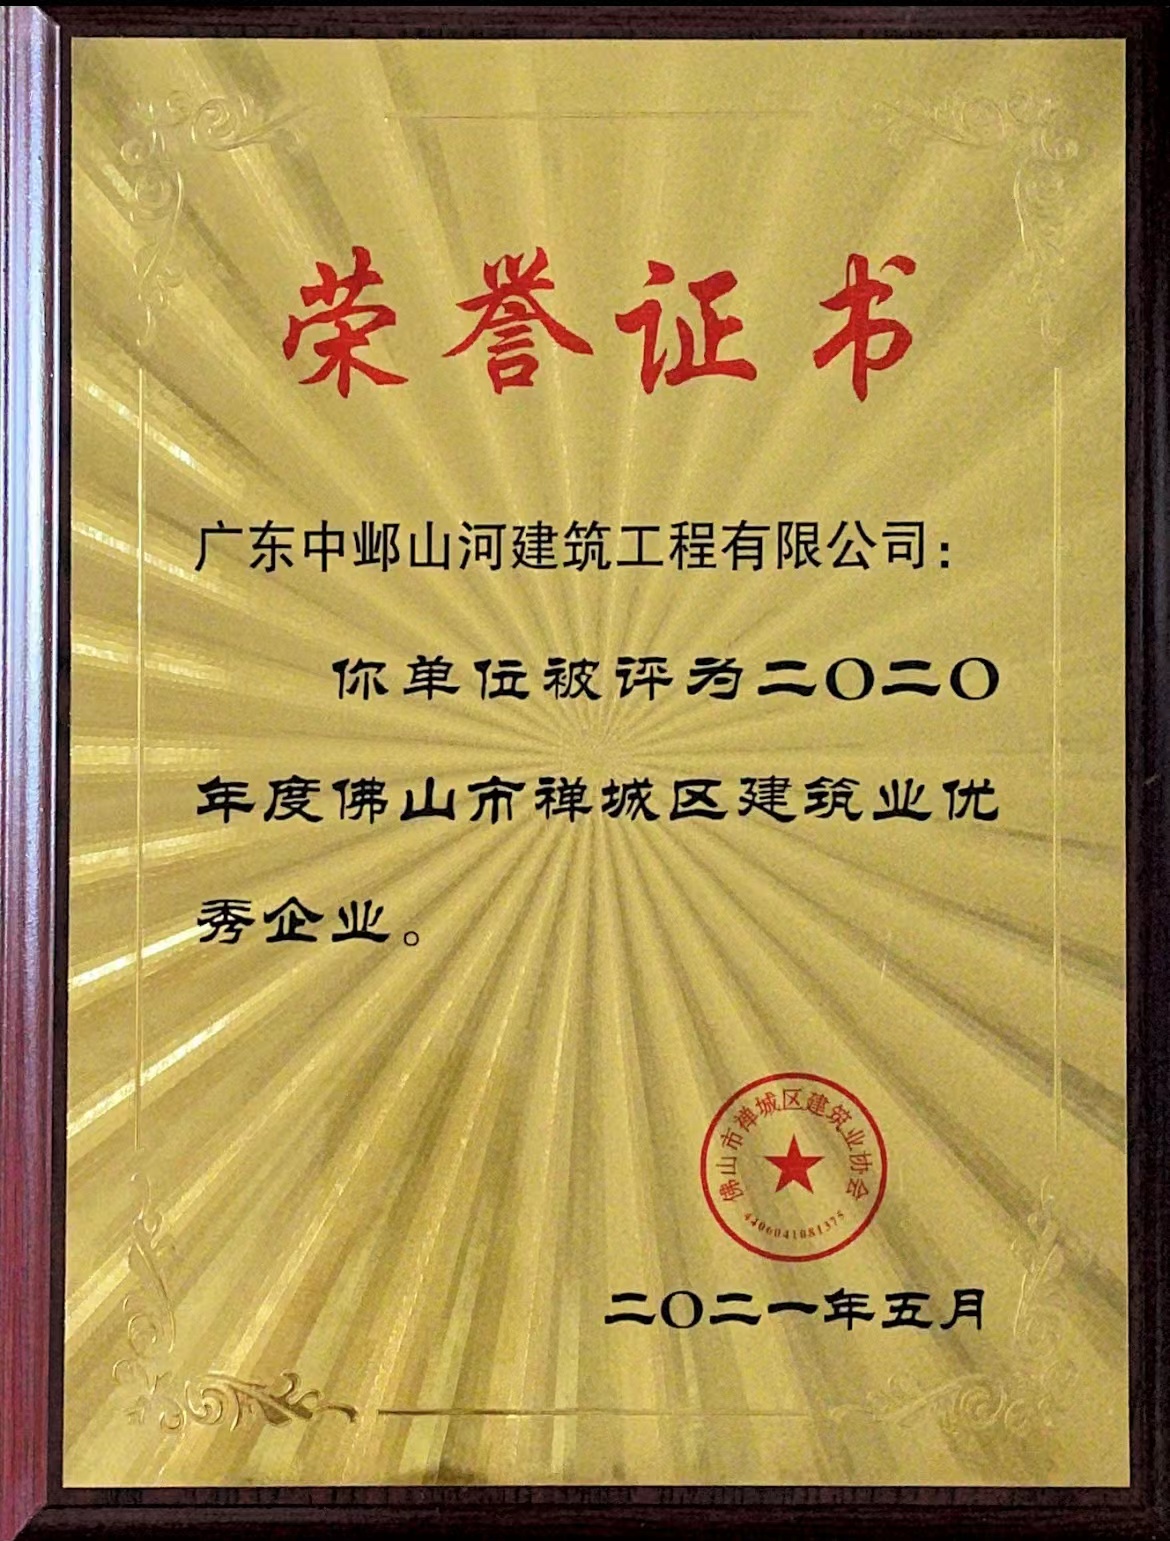 荣誉证书
广东中邺山河建筑工程有限公司：
你单位被评为二〇二〇
年度佛山市禅城区建筑业优
秀企业。
佛山市禅城区建筑业协会
4406041081375
二〇二一年五月